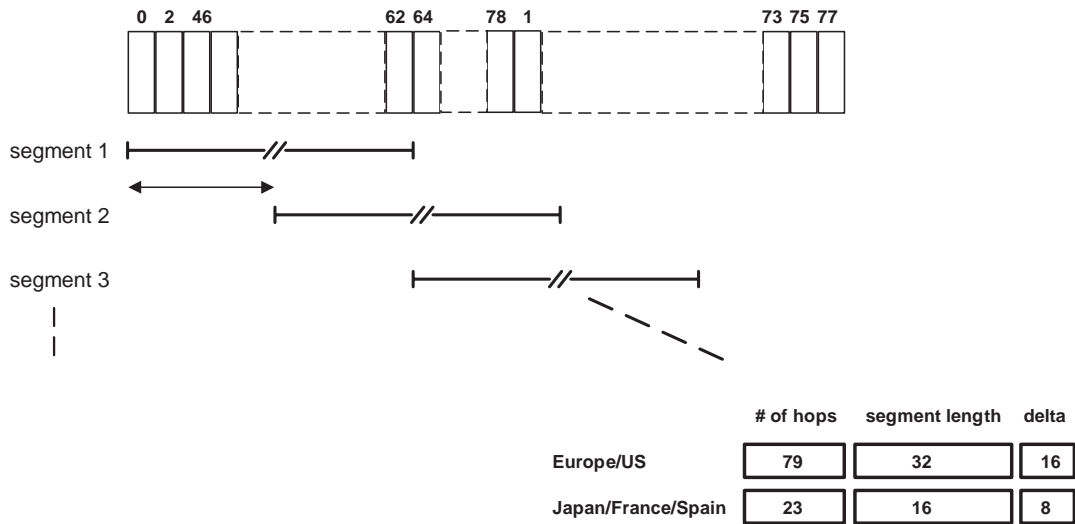 0 2 46 62 64 78 1 73 75 77
segment 1
segment 2
segment 3
# of hops segment length delta
Europe/US 79 32 16
Japan/France/Spain 23 16 8